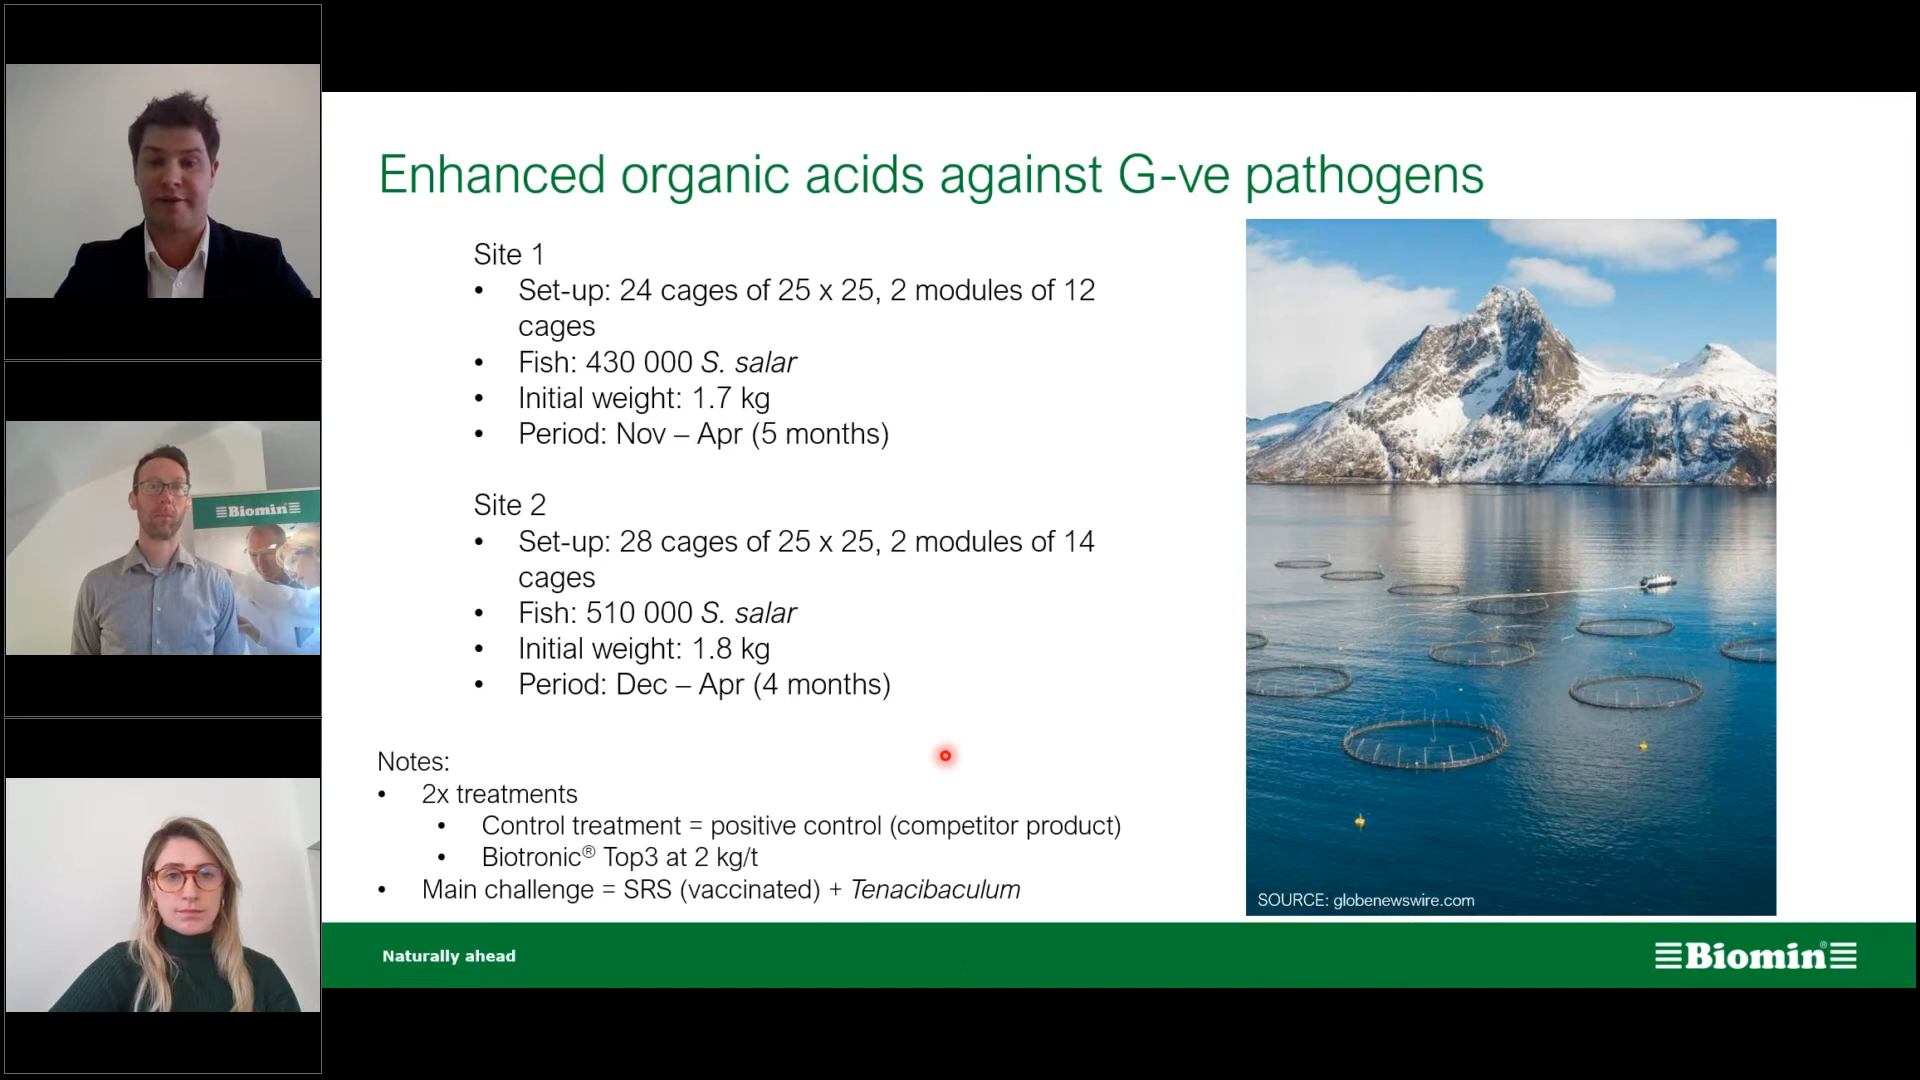 Enhanced organic acids against G-ve pathogens
Site 1
• Set-up: 24 cages of 25 x 25, 2 modules of 12
cages
• Fish: 430 000 S. salar
• Initial weight: 1.7 kg
• Period: Nov – Apr (5 months)
Site 2
• Set-up: 28 cages of 25 x 25, 2 modules of 14
cages
• Fish: 510 000 S. salar
• Initial weight: 1.8 kg
• Period: Dec – Apr (4 months)
Notes:
• 2x treatments
• Control treatment = positive control (competitor product)
• Biotronic® Top3 at 2 kg/t
• Main challenge = SRS (vaccinated) + Tenacibaculum
SOURCE: globenewswire.com
Naturally ahead
Biomin®
Biomin